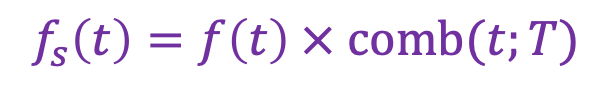 fₛ(t) = f(t) × comb(t; T)